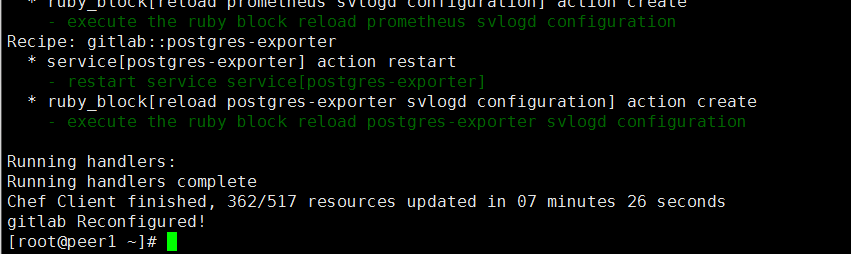 * ruby_block[reload prometheus svlogd configuration] action create
- execute the ruby block reload prometheus svlogd configuration
Recipe: gitlab::postgres-exporter
* service[postgres-exporter] action restart
- restart service service[postgres-exporter]
* ruby_block[reload postgres-exporter svlogd configuration] action create
- execute the ruby block reload postgres-exporter svlogd configuration
Running handlers:
Running handlers complete
Chef Client finished, 362/517 resources updated in 07 minutes 26 seconds
gitlab Reconfigured!
[root@peer1 ~]#